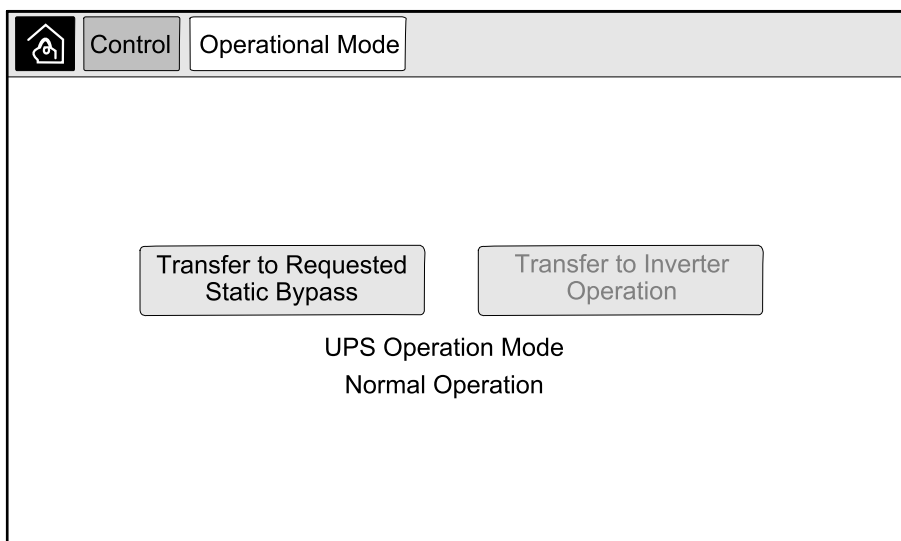 Control
Operational Mode
Transfer to Requested
Static Bypass
Transfer to Inverter
Operation
UPS Operation Mode
Normal Operation